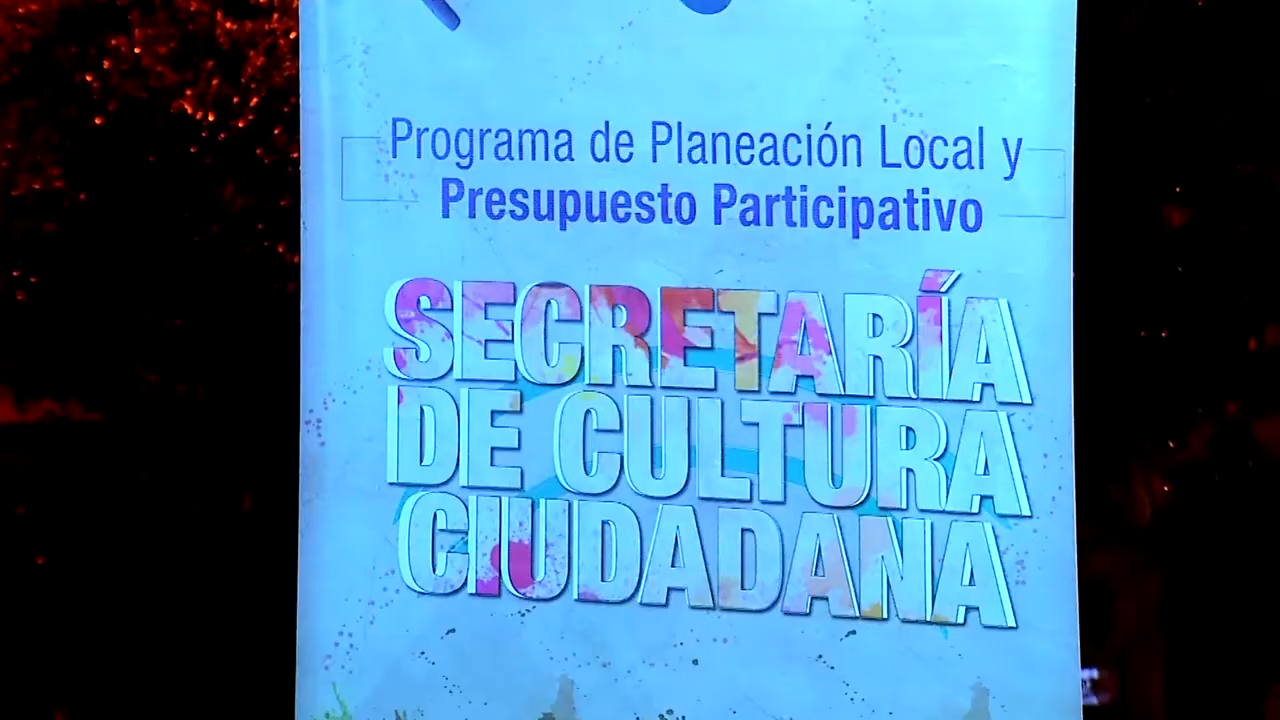 Programa de Planeación Local y
Presupuesto Participativo
SECRETARÍA
DE CULTURA
CIUDADANA